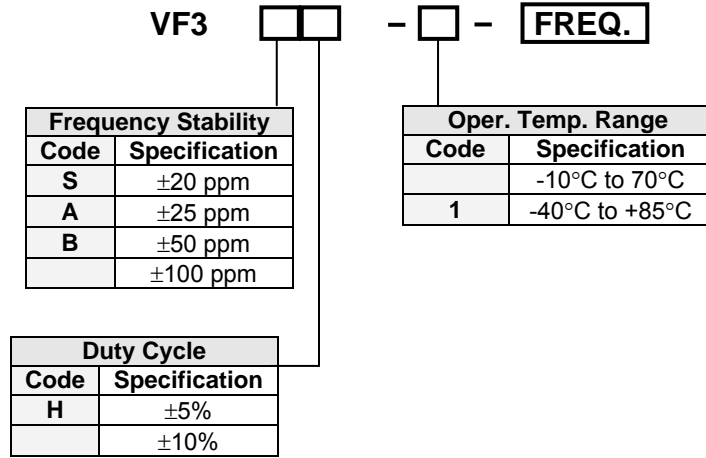 VF3 – – FREQ.
Frequency Stability
Code Specification
S ±20 ppm
A ±25 ppm
B ±50 ppm
±100 ppm
Oper. Temp. Range
Code Specification
-10°C to 70°C
1 -40°C to +85°C
Duty Cycle
Code Specification
H ±5%
±10%